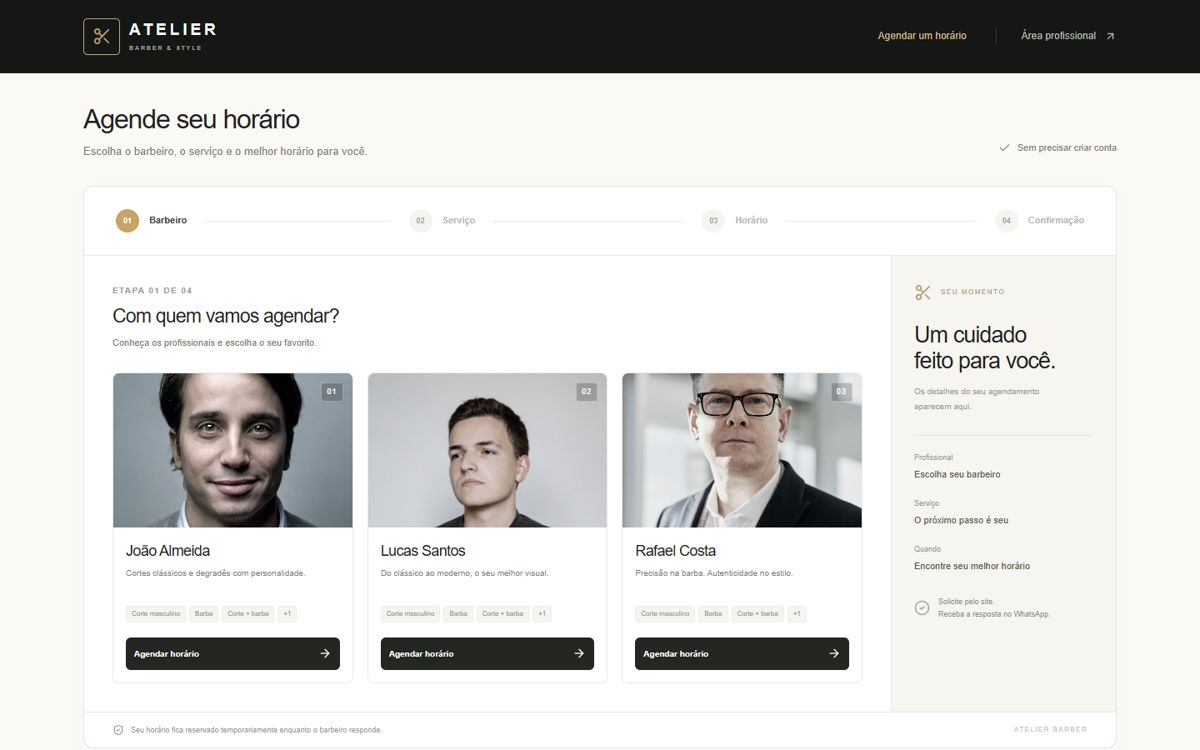 ATELIER
BARBER & STYLE
Agendar um horário
Área profissional
Agende seu horário
Escolha o barbeiro, o serviço e o melhor horário para você.
Sem precisar criar conta
01 Barbeiro
02 Serviço
03 Horário
04 Confirmação
ETAPA 01 DE 04
Com quem vamos agendar?
Conheça os profissionais e escolha o seu favorito.
01
João Almeida
Cortes clássicos e degradês com personalidade.
Corte masculino Barba Corte + barba +1
Agendar horário
02
Lucas Santos
Do clássico ao moderno, o seu melhor visual.
Corte masculino Barba Corte + barba +1
Agendar horário
03
Rafael Costa
Precisão na barba. Autenticidade no estilo.
Corte masculino Barba Corte + barba +1
Agendar horário
SEU MOMENTO
Um cuidado
feito para você.
Os detalhes do seu agendamento
aparecem aqui.
Profissional
Escolha seu barbeiro
Serviço
O próximo passo é seu
Quando
Encontre seu melhor horário
Solicite pelo site.
Receba a resposta no WhatsApp.
Seu horário fica reservado temporariamente enquanto o barbeiro responde.
ATELIER BARBER